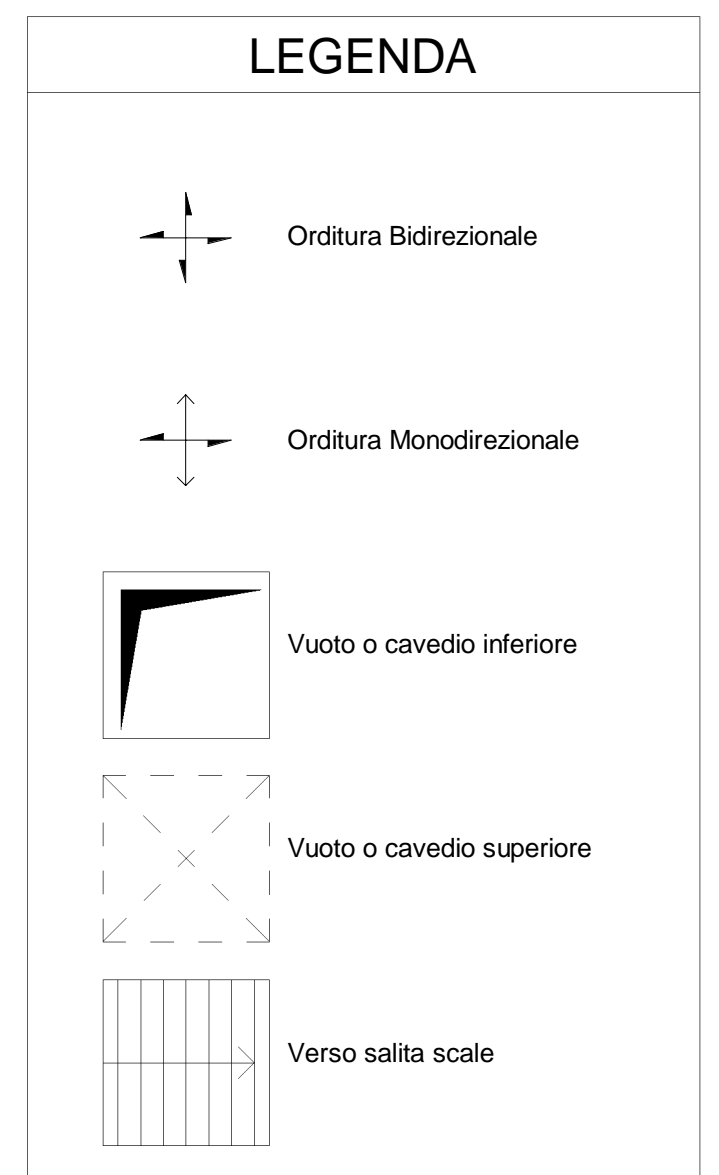 LEGENDA
Orditura Bidirezionale
Orditura Monodirezionale
Vuoto o cavedio inferiore
Vuoto o cavedio superiore
Verso salita scale